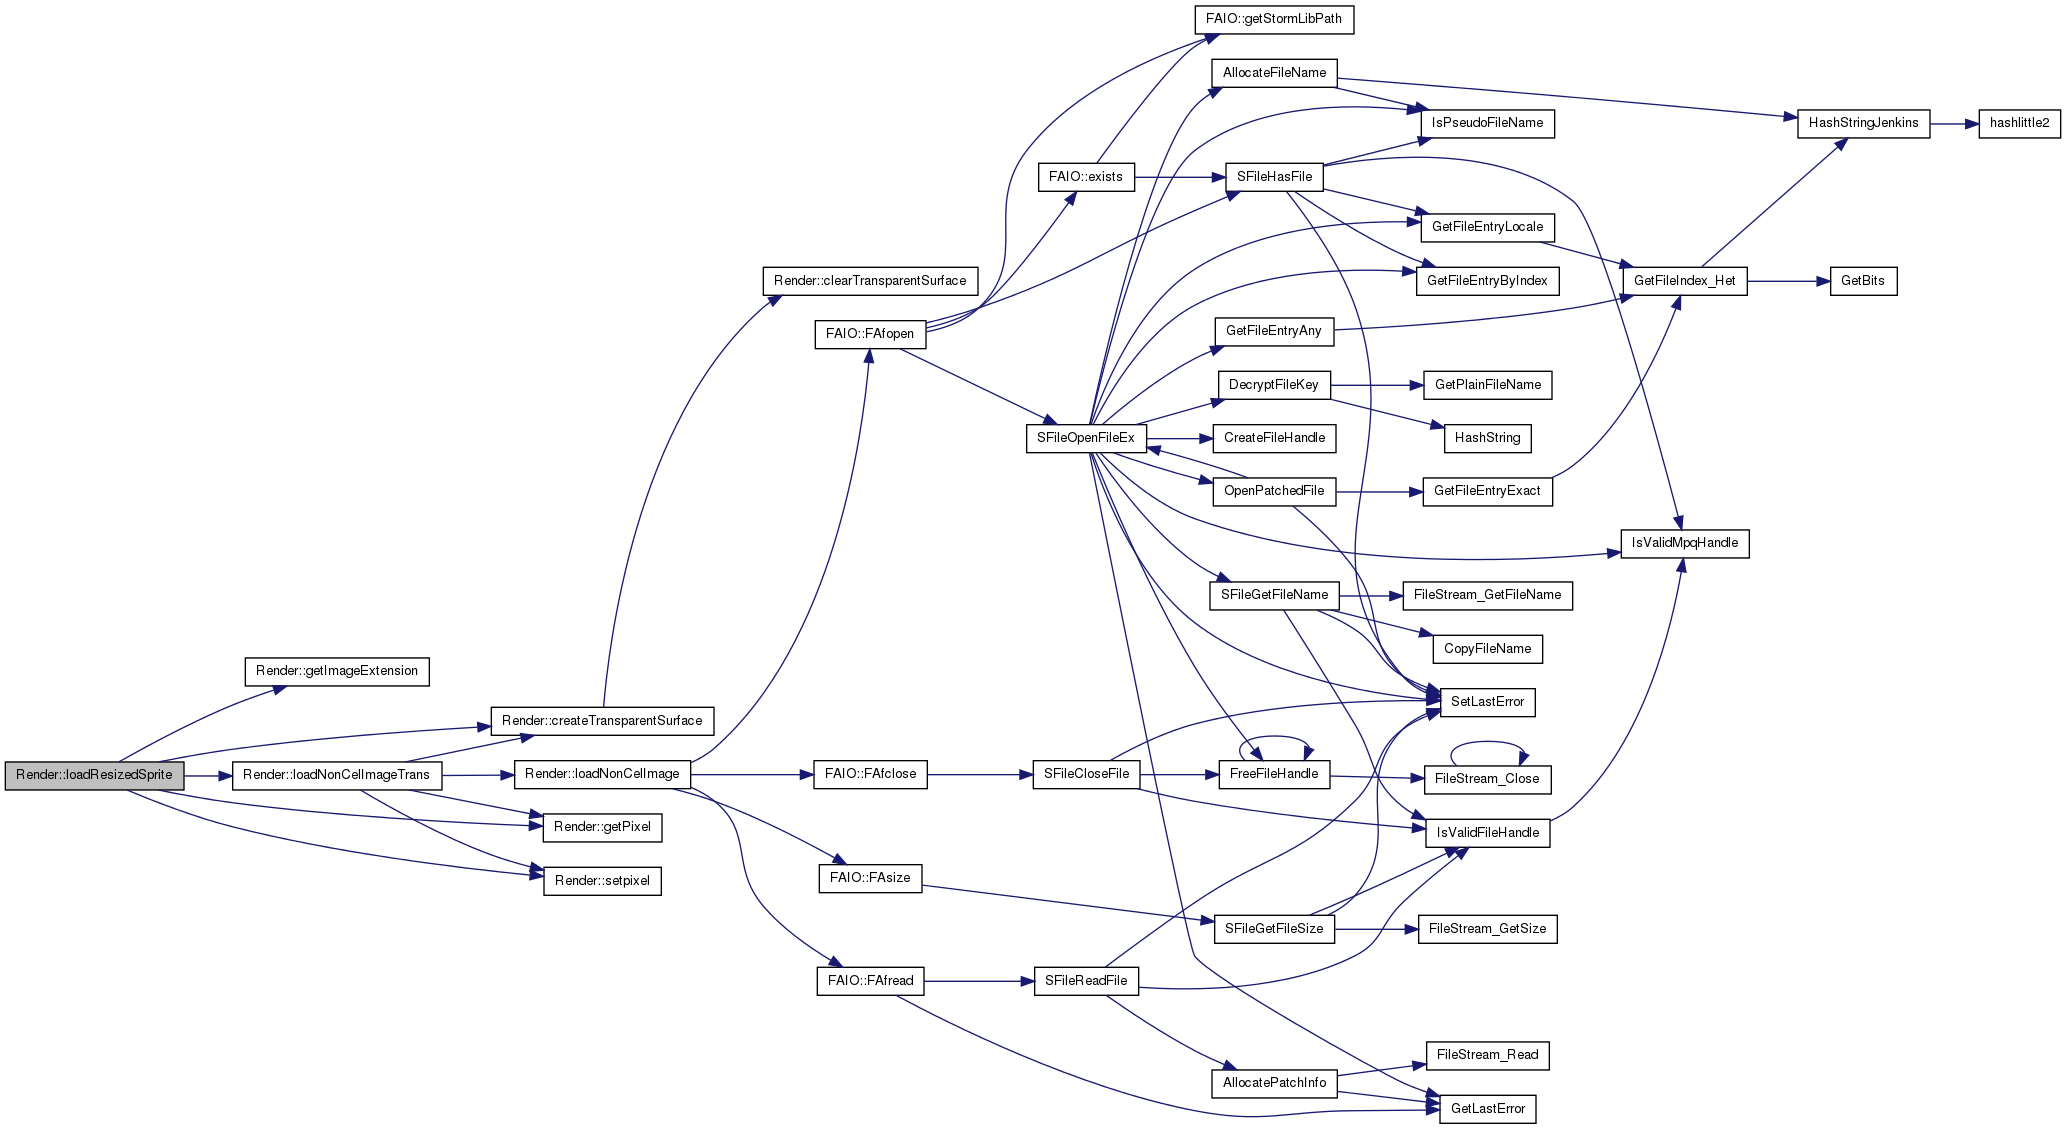 FAIO::getStormLibPath
AllocateFileName
IsPseudoFileName
HashStringJenkins
hashlittle2
FAIO::exists
SFileHasFile
GetFileEntryLocale
Render::clearTransparentSurface
GetFileEntryByIndex
GetFileIndex_Het
GetBits
FAIO::FAfopen
GetFileEntryAny
DecryptFileKey
GetPlainFileName
SFileOpenFileEx
CreateFileHandle
HashString
OpenPatchedFile
GetFileEntryExact
IsValidMpqHandle
SFileGetFileName
FileStream_GetFileName
CopyFileName
Render::getImageExtension
SetLastError
Render::createTransparentSurface
Render::loadResizedSprite
Render::loadNonCelImageTrans
Render::loadNonCelImage
FAIO::FAfclose
SFileCloseFile
FreeFileHandle
FileStream_Close
Render::getPixel
IsValidFileHandle
Render::setpixel
FAIO::FAsize
SFileGetFileSize
FileStream_GetSize
FAIO::FAfread
SFileReadFile
FileStream_Read
AllocatePatchInfo
GetLastError